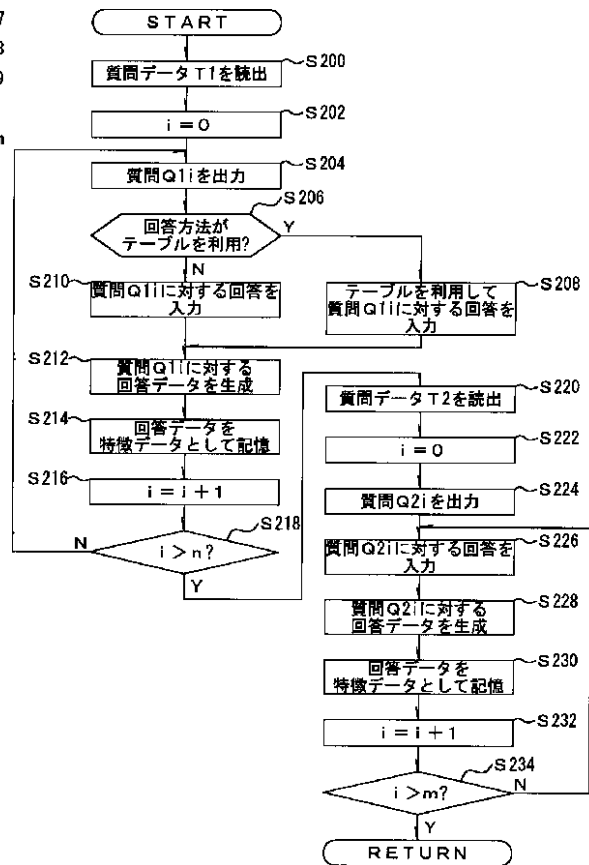 7
8
9
n
START
質問データT1を読出
S200
i=0
S202
質問Q1iを出力
S204
回答方法が
テーブルを利用?
S206
Y
N
S210
質問Q1iに対する回答を
入力
テーブルを利用して
質問Q1iに対する回答を
入力
S208
S212
質問Q1iに対する
回答データを生成
S214
回答データを
特徴データとして記憶
S216
i=i+1
i>n?
S218
N
Y
質問データT2を読出
S220
i=0
S222
質問Q2iを出力
S224
質問Q2iに対する回答を
入力
S226
質問Q2iに対する
回答データを生成
S228
回答データを
特徴データとして記憶
S230
i=i+1
S232
i>m?
S234
N
Y
RETURN